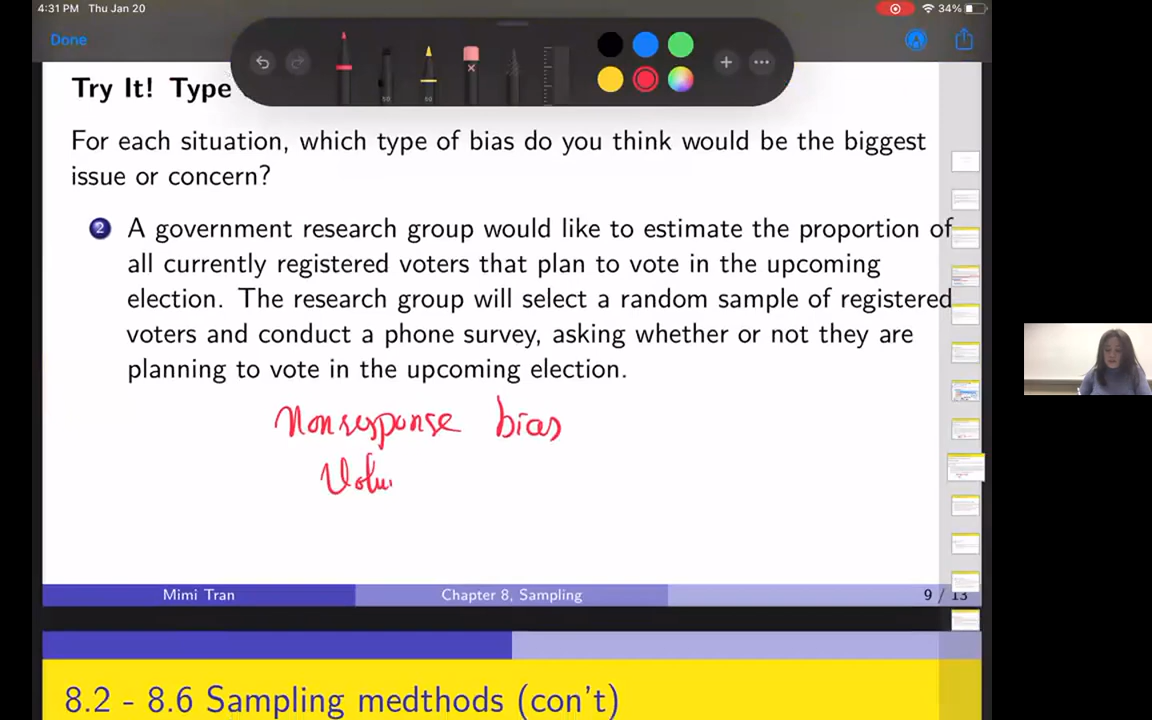 4:31 PM Thu Jan 20
34%
Done
Try It! Type
For each situation, which type of bias do you think would be the biggest
issue or concern?
2 A government research group would like to estimate the proportion of
all currently registered voters that plan to vote in the upcoming
election. The research group will select a random sample of registered
voters and conduct a phone survey, asking whether or not they are
planning to vote in the upcoming election.
Nonresponse bias
Volu
Mimi Tran Chapter 8, Sampling 9 / 13
8.2 - 8.6 Sampling medthods (con't)